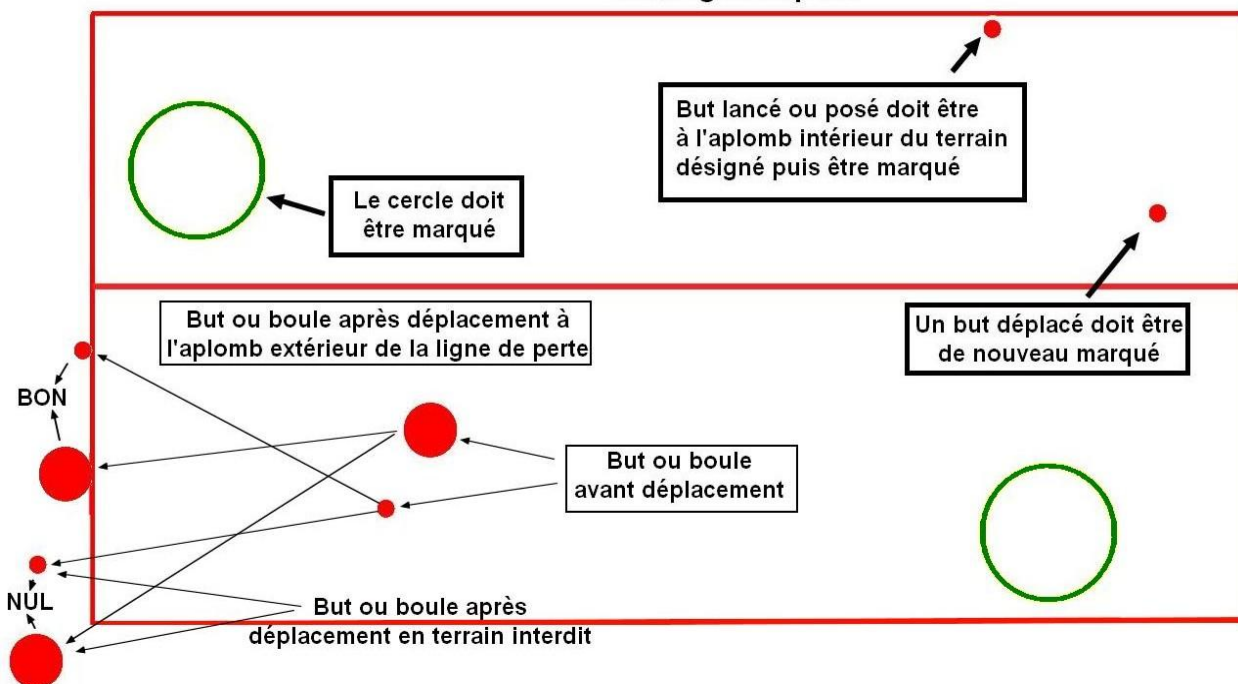 But lancé ou posé doit être
à l'aplomb intérieur du terrain
désigné puis être marqué
Le cercle doit
être marqué
But ou boule après déplacement à
l'aplomb extérieur de la ligne de perte
Un but déplacé doit être
de nouveau marqué
BON
But ou boule
avant déplacement
NUL
But ou boule après
déplacement en terrain interdit